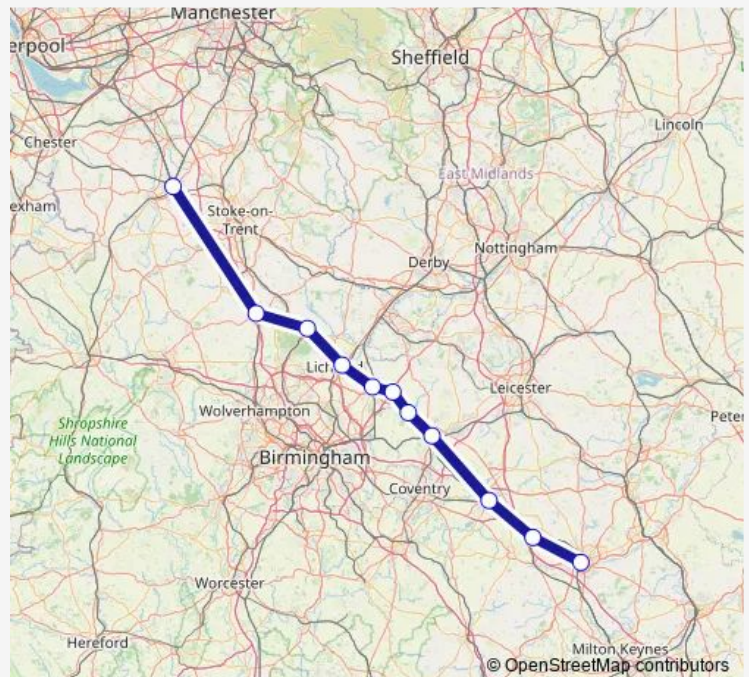 Manchester
erpool
Sheffield
Chester
Lincoln
East Midlands
exham
Stoke-on-
Trent
Nottingham
Derby
Leicester
Wolverhampton
Peter
Shropshire
Hills National
Landscape
Birmingham
Coventry
Worcester
Hereford
Milton Keynes
© OpenStreetMap contributors